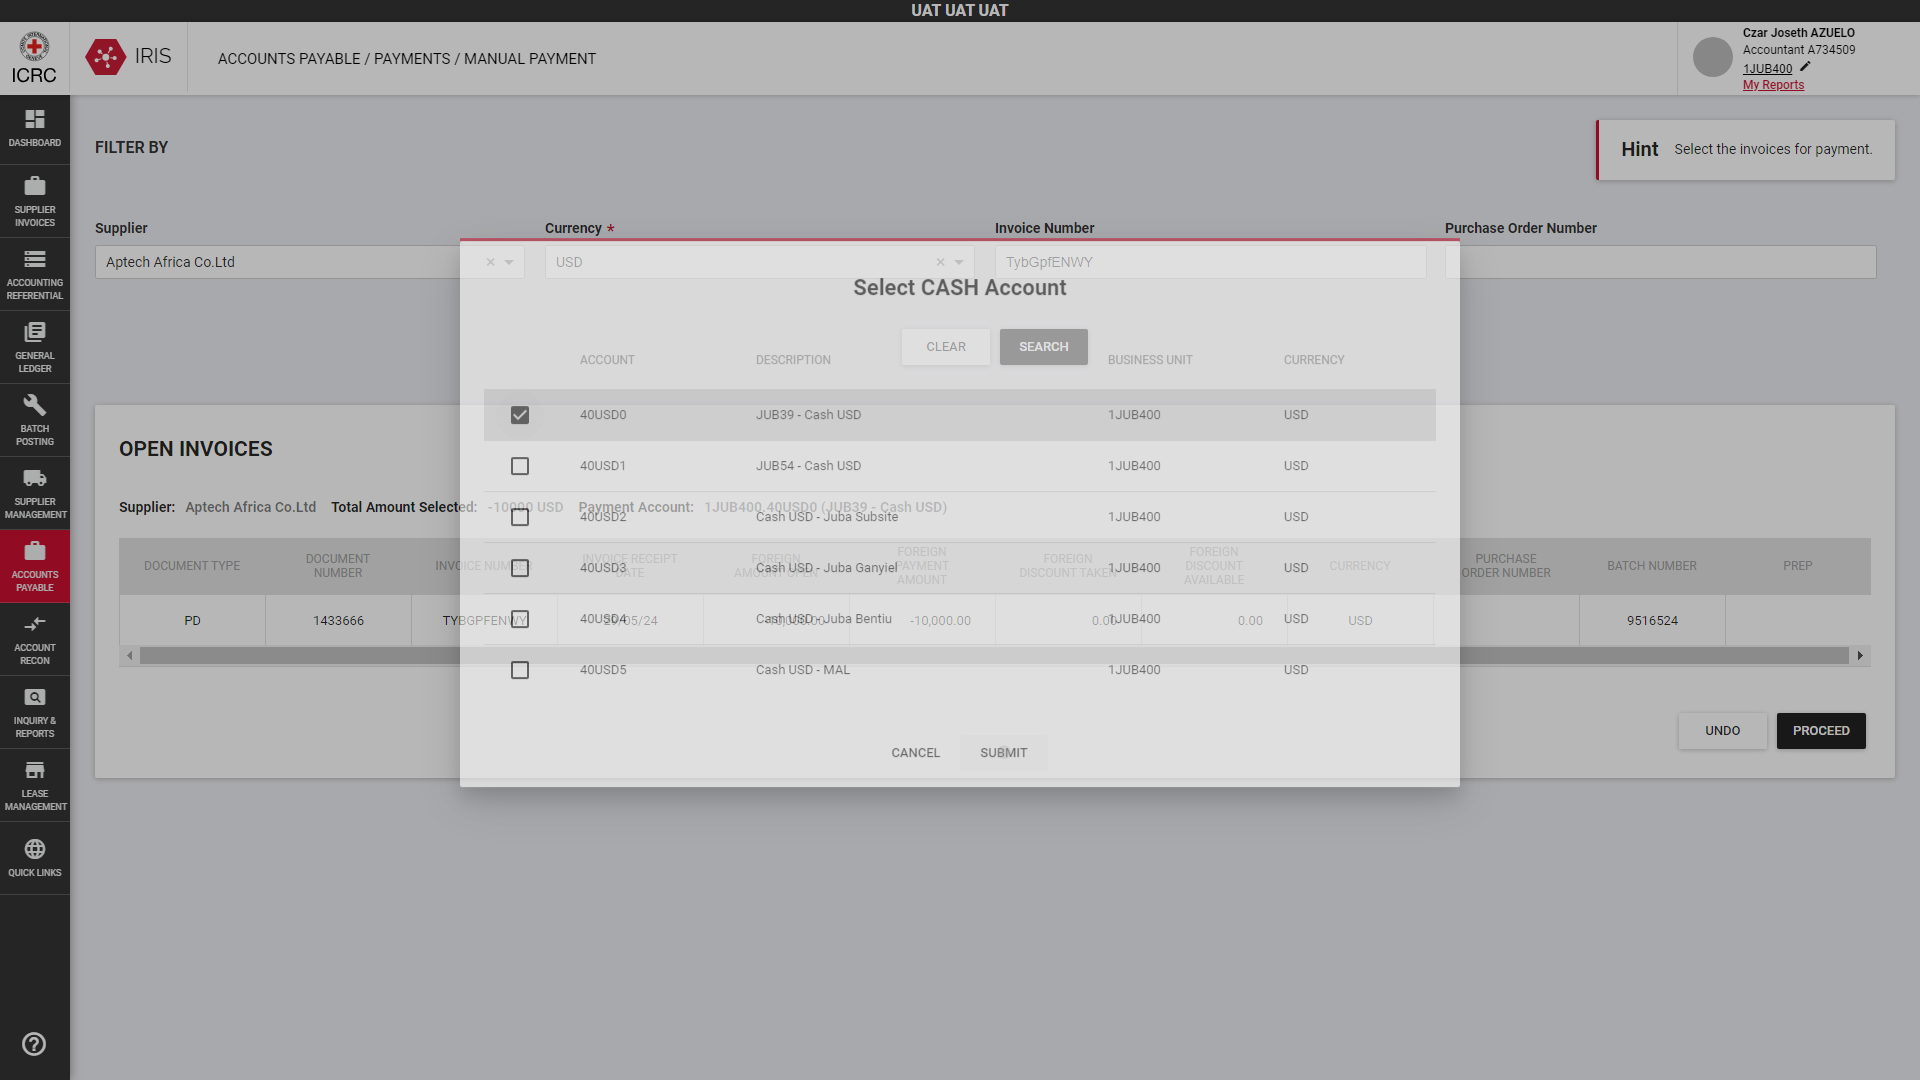 UAT UAT UAT
ICRC
IRIS
ACCOUNTS PAYABLE / PAYMENTS / MANUAL PAYMENT
Czar Joseth AZUELO
Accountant A734509
1JUB400
My Reports
DASHBOARD
SUPPLIER
INVOICES
ACCOUNTING
REFERENTIAL
GENERAL
LEDGER
BATCH
POSTING
SUPPLIER
MANAGEMENT
ACCOUNTS
PAYABLE
ACCOUNT
RECON
INQUIRY &
REPORTS
LEASE
MANAGEMENT
QUICK LINKS
FILTER BY
Hint Select the invoices for payment.
Supplier Currency * Invoice Number Purchase Order Number
Aptech Africa Co.Ltd USD TybGpfENWY
CLEAR SEARCH
OPEN INVOICES
Supplier: Aptech Africa Co.Ltd Total Amount Selected: -10000 USD Payment Account: 1JUB400.40USD0 (JUB39 - Cash USD)
DOCUMENT TYPE DOCUMENT NUMBER INVOICE NUMBER INVOICE RECEIPT DATE FOREIGN AMOUNT OPEN FOREIGN PAYMENT AMOUNT FOREIGN DISCOUNT TAKEN FOREIGN DISCOUNT AVAILABLE CURRENCY PURCHASE ORDER NUMBER BATCH NUMBER PREP
PD 1433666 TYBGPFENWY -10,000.00 0.00 0.00 USD 9516524
UNDO PROCEED
Select CASH Account
ACCOUNT DESCRIPTION BUSINESS UNIT CURRENCY
40USD0 JUB39 - Cash USD 1JUB400 USD
40USD1 JUB54 - Cash USD 1JUB400 USD
40USD2 Cash USD - Juba Subsite 1JUB400 USD
40USD3 Cash USD - Juba Ganyiel 1JUB400 USD
40USD4 Cash USD - Juba Bentiu 1JUB400 USD
40USD5 Cash USD - MAL 1JUB400 USD
CANCEL SUBMIT